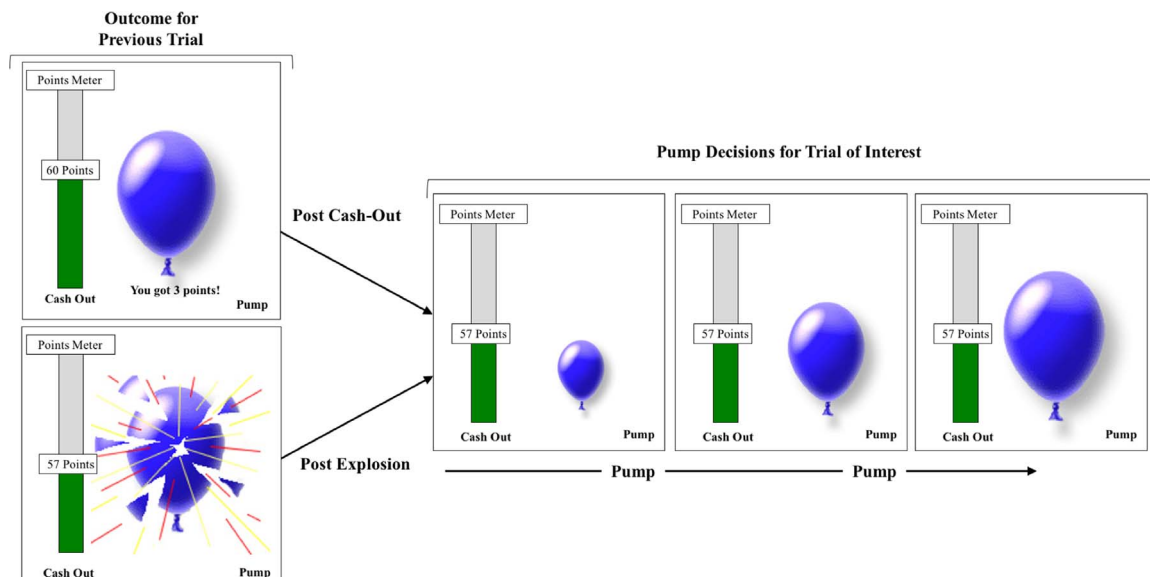 Outcome for
Previous Trial
Points Meter
60 Points
You got 3 points!
Cash Out
Pump
Points Meter
57 Points
Cash Out
Pump
Post Cash-Out
Post Explosion
Pump Decisions for Trial of Interest
Points Meter
57 Points
Cash Out
Pump
Points Meter
57 Points
Cash Out
Pump
Points Meter
57 Points
Cash Out
Pump
Pump
Pump